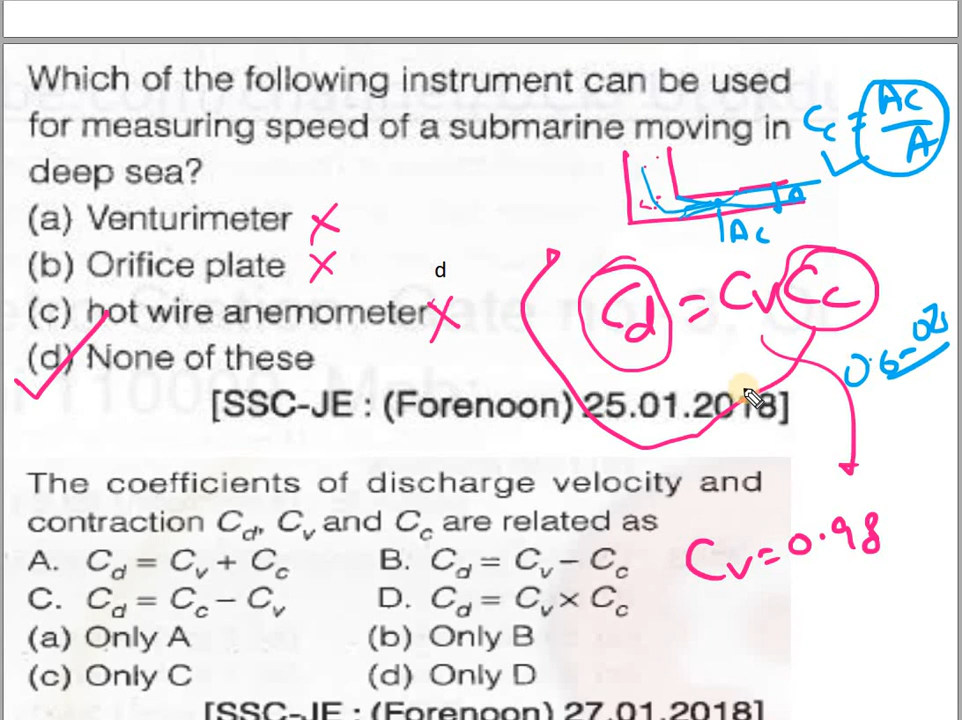 Which of the following instrument can be used
for measuring speed of a submarine moving in
deep sea?
(a) Venturimeter
(b) Orifice plate
d
(c) hot wire anemometer
(d) None of these
[SSC-JE : (Forenoon) 25.01.2018]
Cc = Ac/A
A
Ac
Cd = Cv Cc
Cv = 0.98
The coefficients of discharge velocity and
contraction Cd, Cv and Cc are related as
A. Cd = Cv + Cc B. Cd = Cv − Cc
C. Cd = Cc − Cv D. Cd = Cv × Cc
(a) Only A (b) Only B
(c) Only C (d) Only D
[SSC-JE : (Forenoon) 27.01.2018]